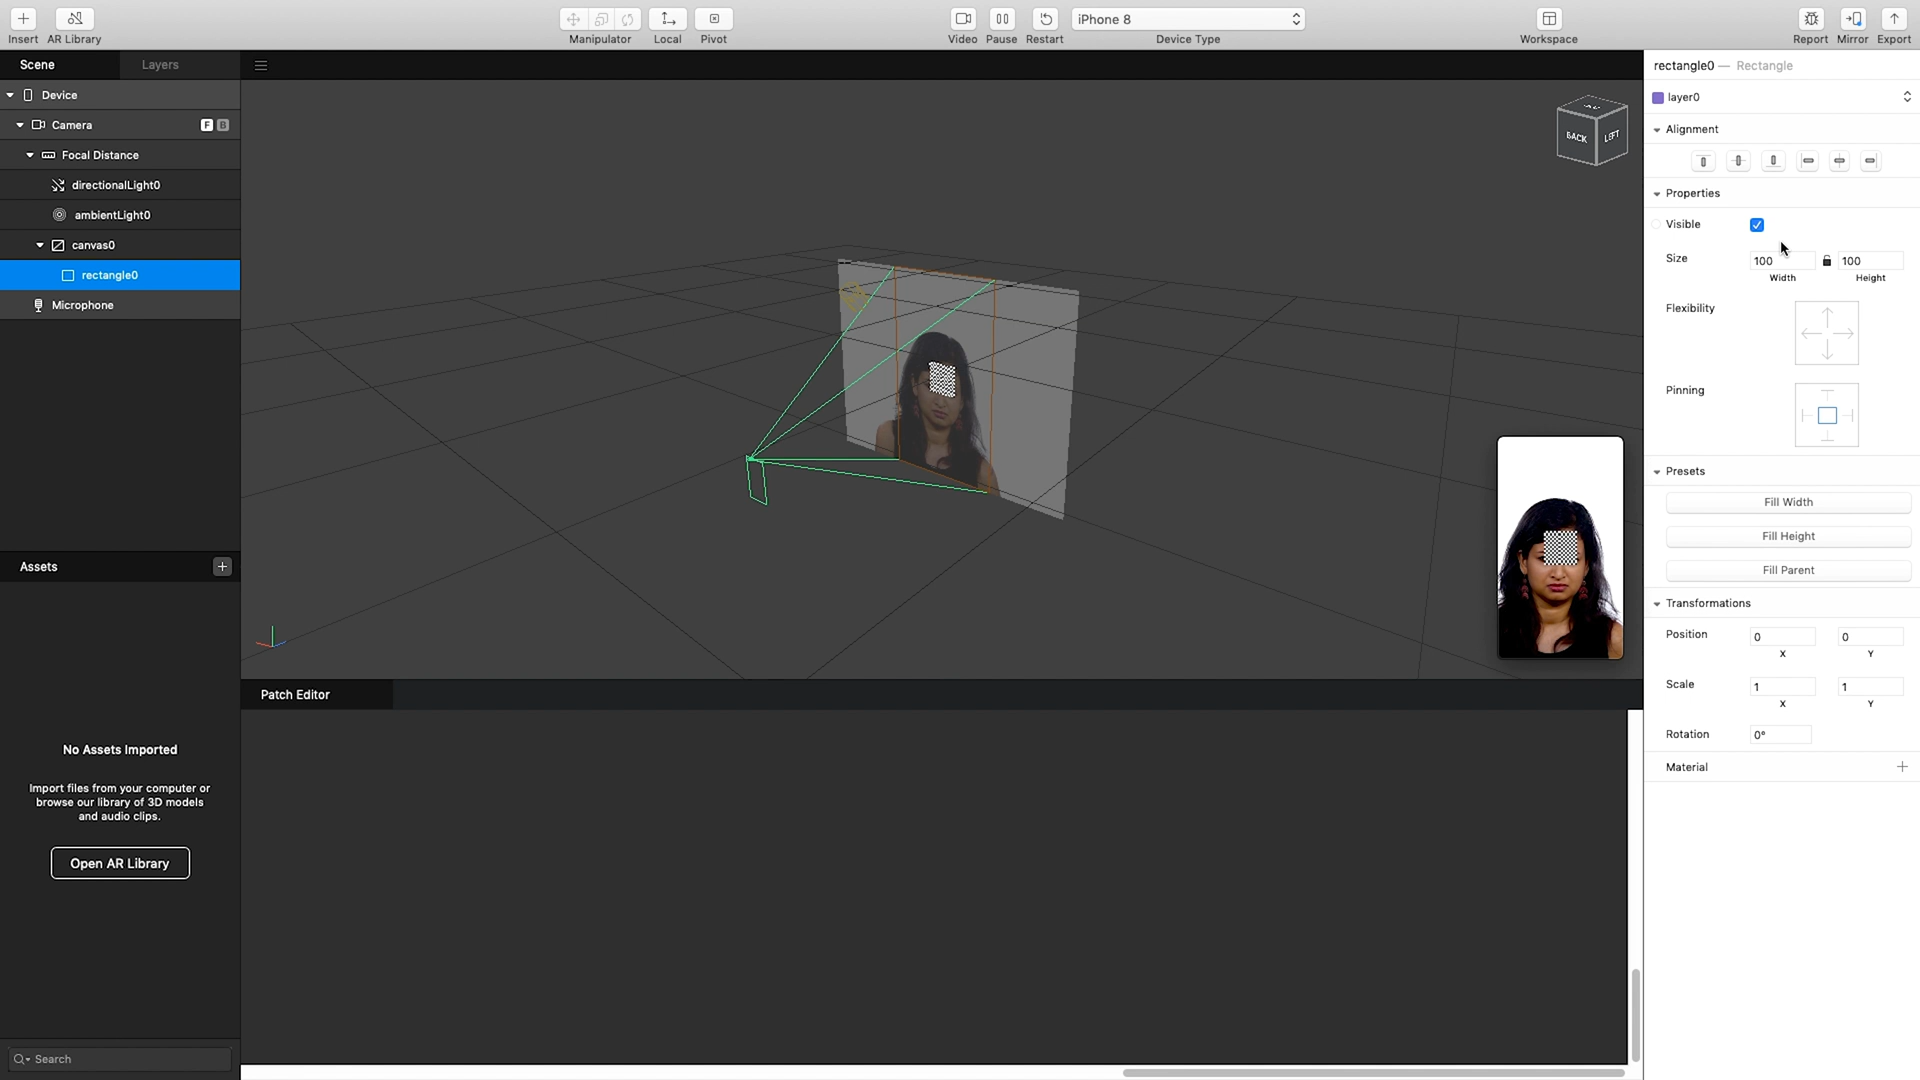 Insert
AR Library
Manipulator
Local
Pivot
Video
Pause
Restart
iPhone 8
Device Type
Workspace
Report
Mirror
Export
Scene
Layers
Device
Camera
F
B
Focal Distance
directionalLight0
ambientLight0
canvas0
rectangle0
Microphone
Assets
No Assets Imported
Import files from your computer or
browse our library of 3D models
and audio clips.
Open AR Library
Search
BACK
LEFT
Patch Editor
rectangle0 — Rectangle
layer0
Alignment
Properties
Visible
Size
100
100
Width
Height
Flexibility
Pinning
Presets
Fill Width
Fill Height
Fill Parent
Transformations
Position
0
0
X
Y
Scale
1
1
X
Y
Rotation
0°
Material